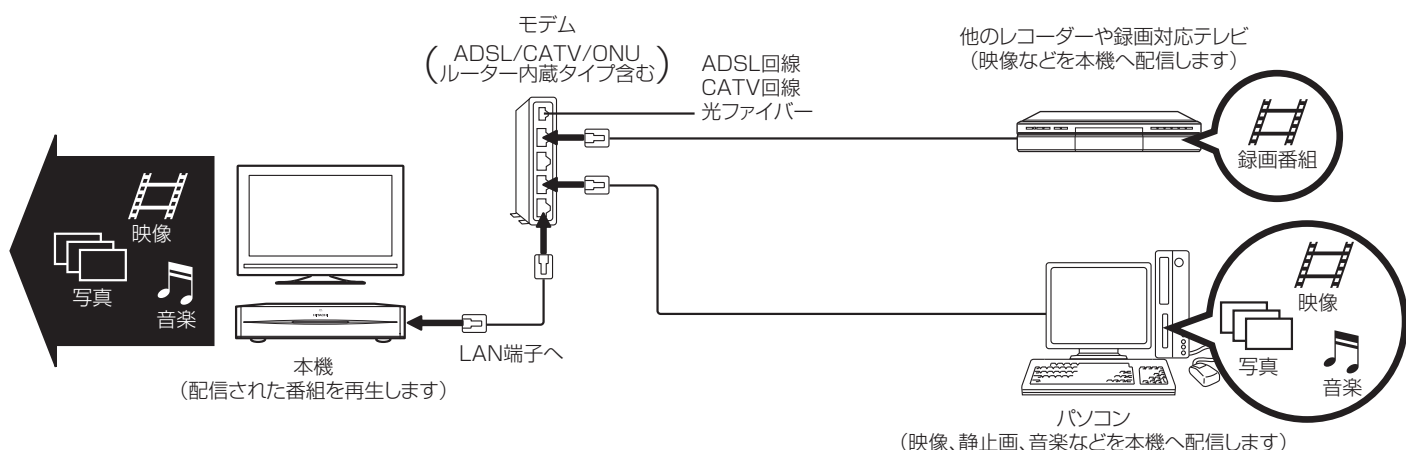 モデム
ADSL/CATV/ONU
(ルーター内蔵タイプ含む)
ADSL回線
CATV回線
光ファイバー
他のレコーダーや録画対応テレビ
(映像などを本機へ配信します)
録画番組
映像
写真
音楽
LAN端子へ
本機
(配信された番組を再生します)
映像
写真
音楽
パソコン
(映像、静止画、音楽などを本機へ配信します)